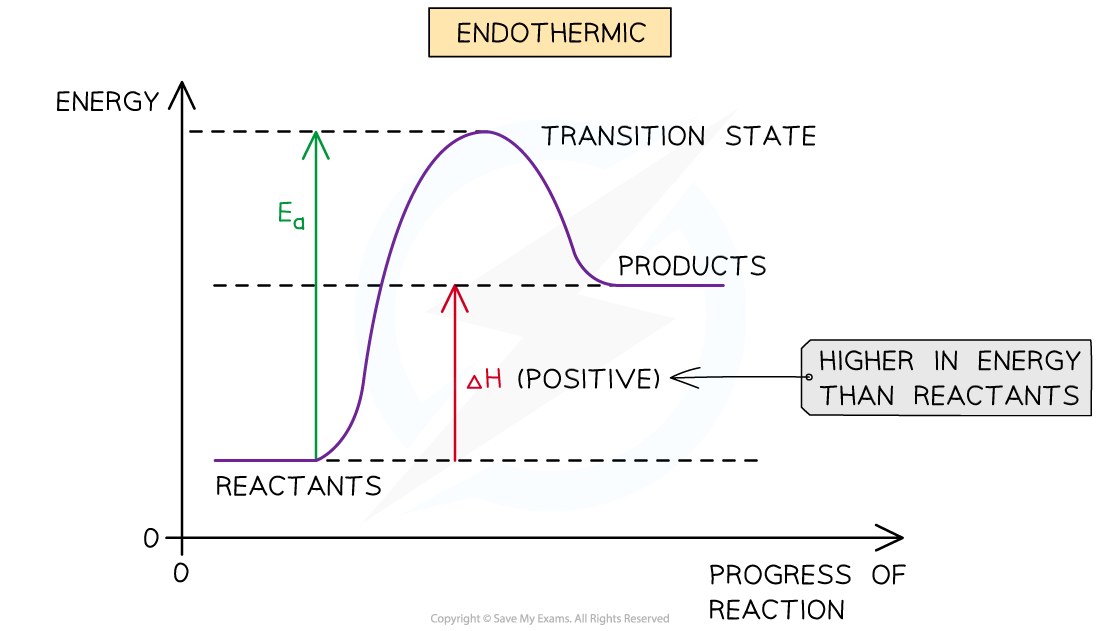 ENDOTHERMIC
ENERGY
TRANSITION STATE
Ea
PRODUCTS
ΔH (POSITIVE)
HIGHER IN ENERGY
THAN REACTANTS
REACTANTS
0
0
PROGRESS OF
REACTION
Copyright © Save My Exams. All Rights Reserved